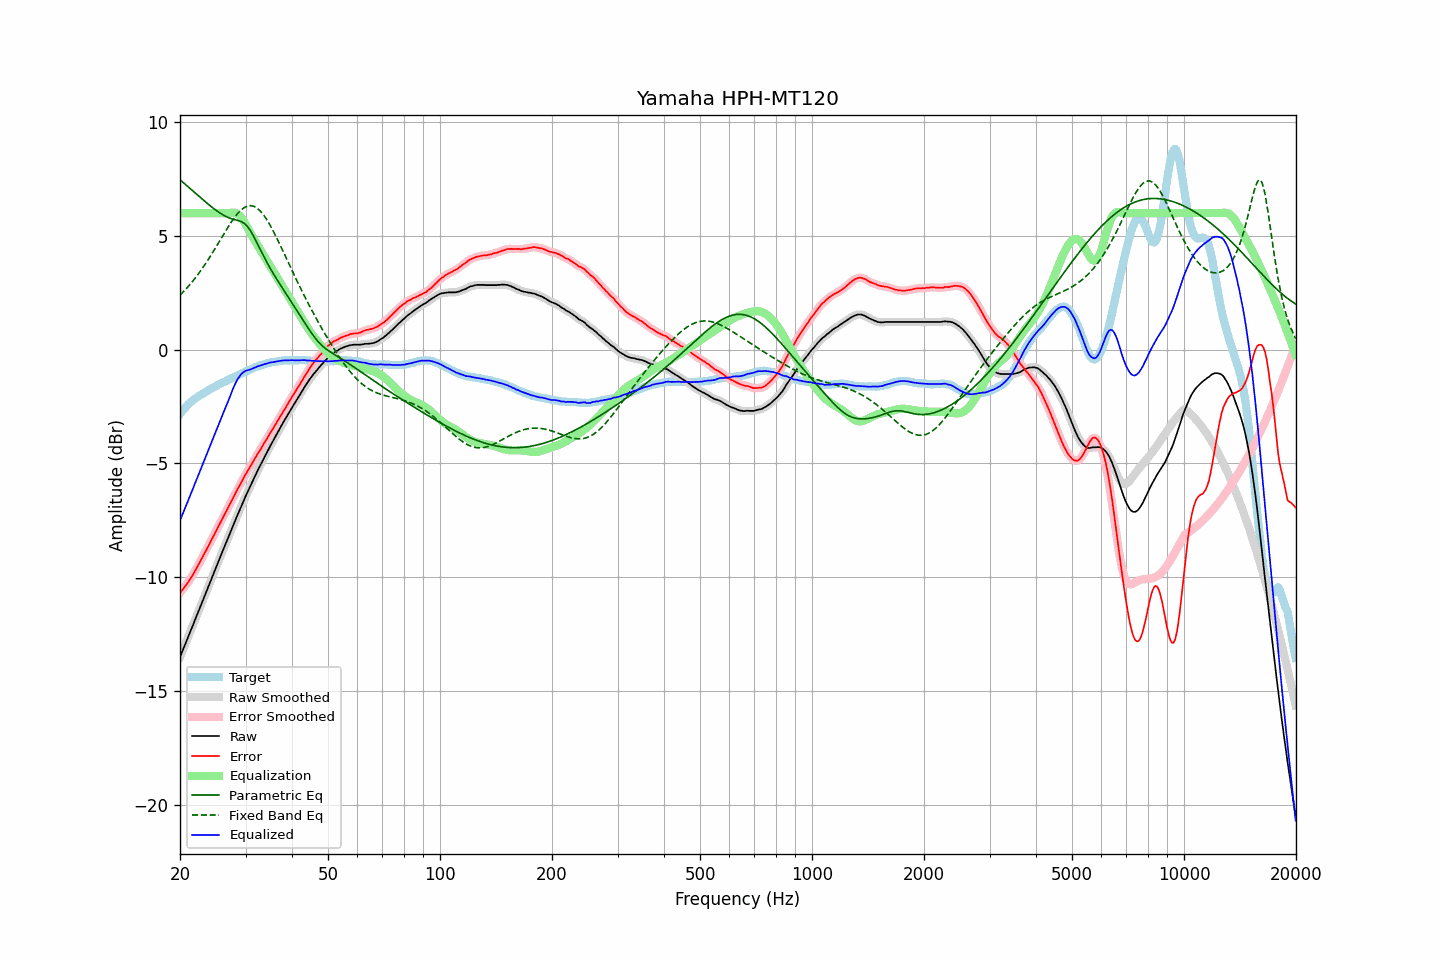 Yamaha HPH-MT120
10
5
0
−5
−10
−15
−20
Amplitude (dBr)
Target
Raw Smoothed
Error Smoothed
Raw
Error
Equalization
Parametric Eq
Fixed Band Eq
Equalized
20 50 100 200 500 1000 2000 5000 10000 20000
Frequency (Hz)